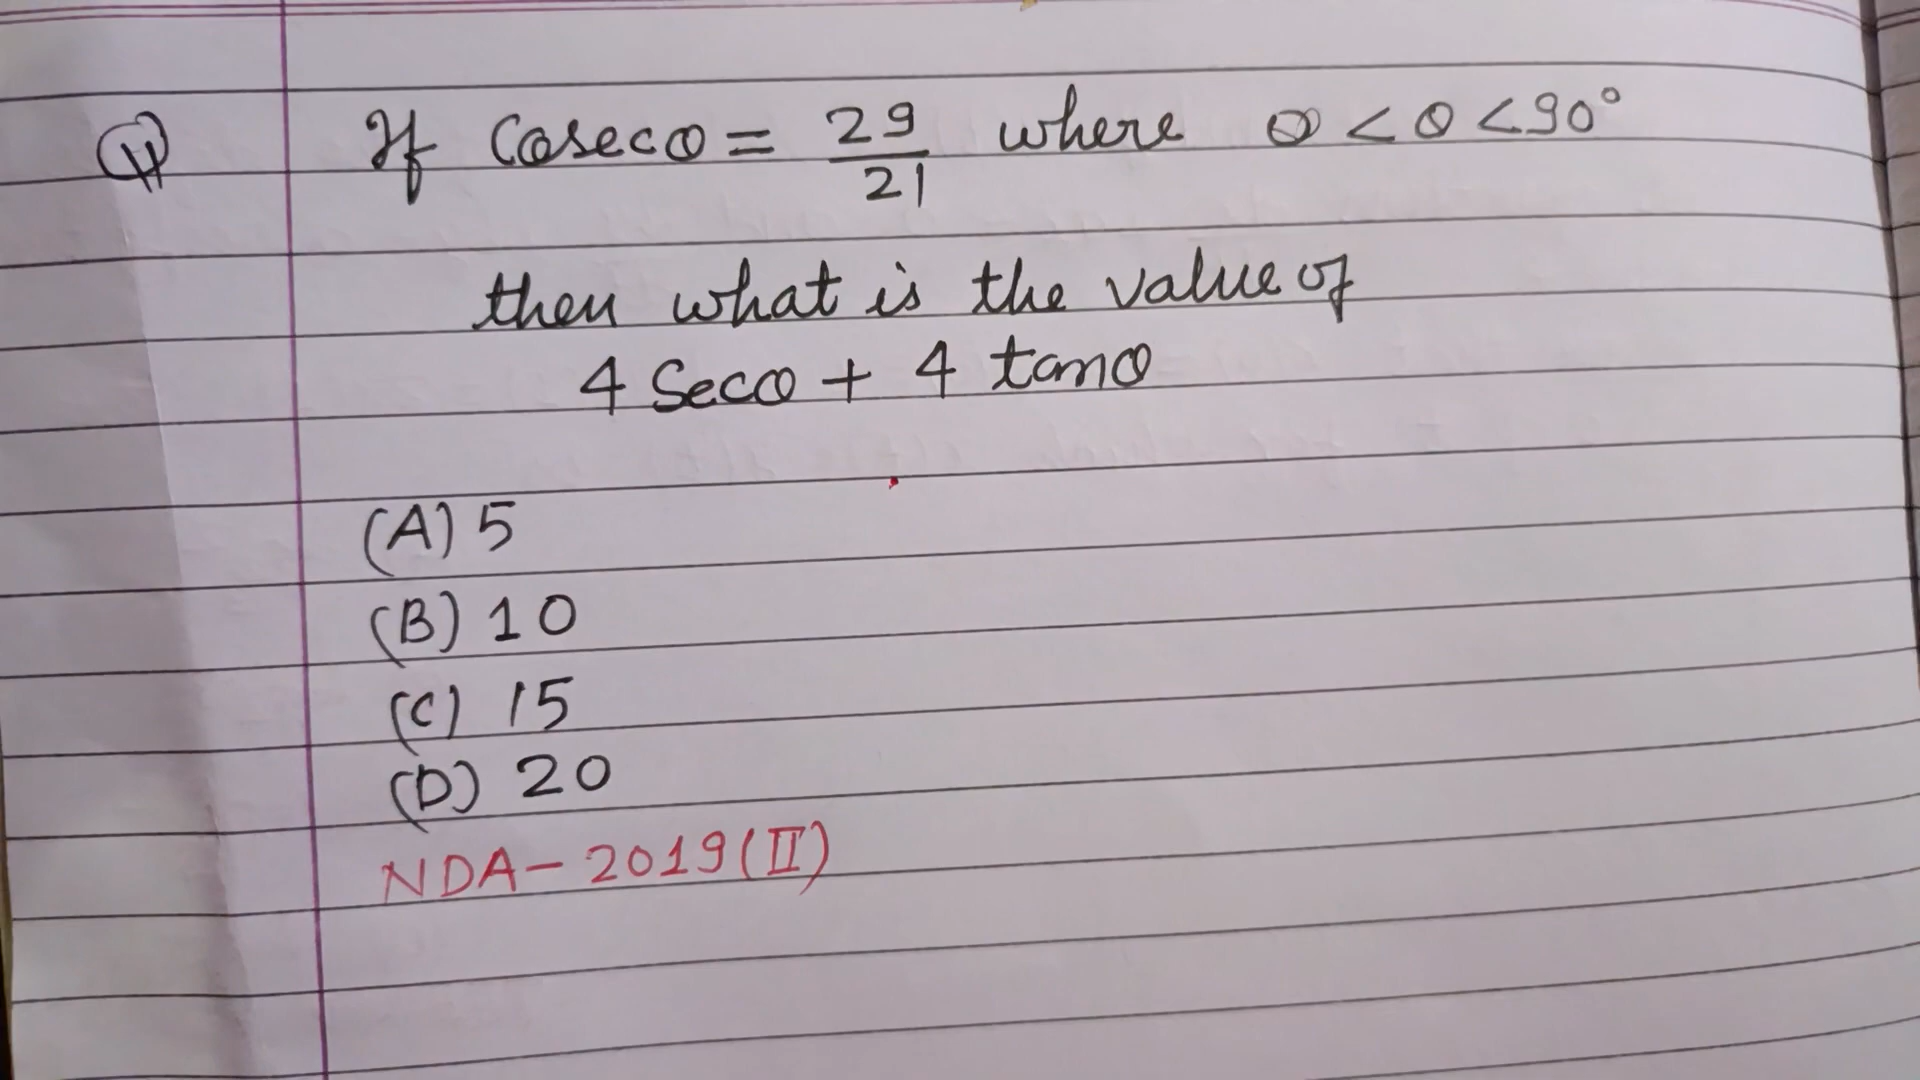 Q If Cosecθ = 29/21 where 0 < θ < 90°
then what is the value of
4 Secθ + 4 tanθ
(A) 5
(B) 10
(C) 15
(D) 20
NDA - 2019 (II)